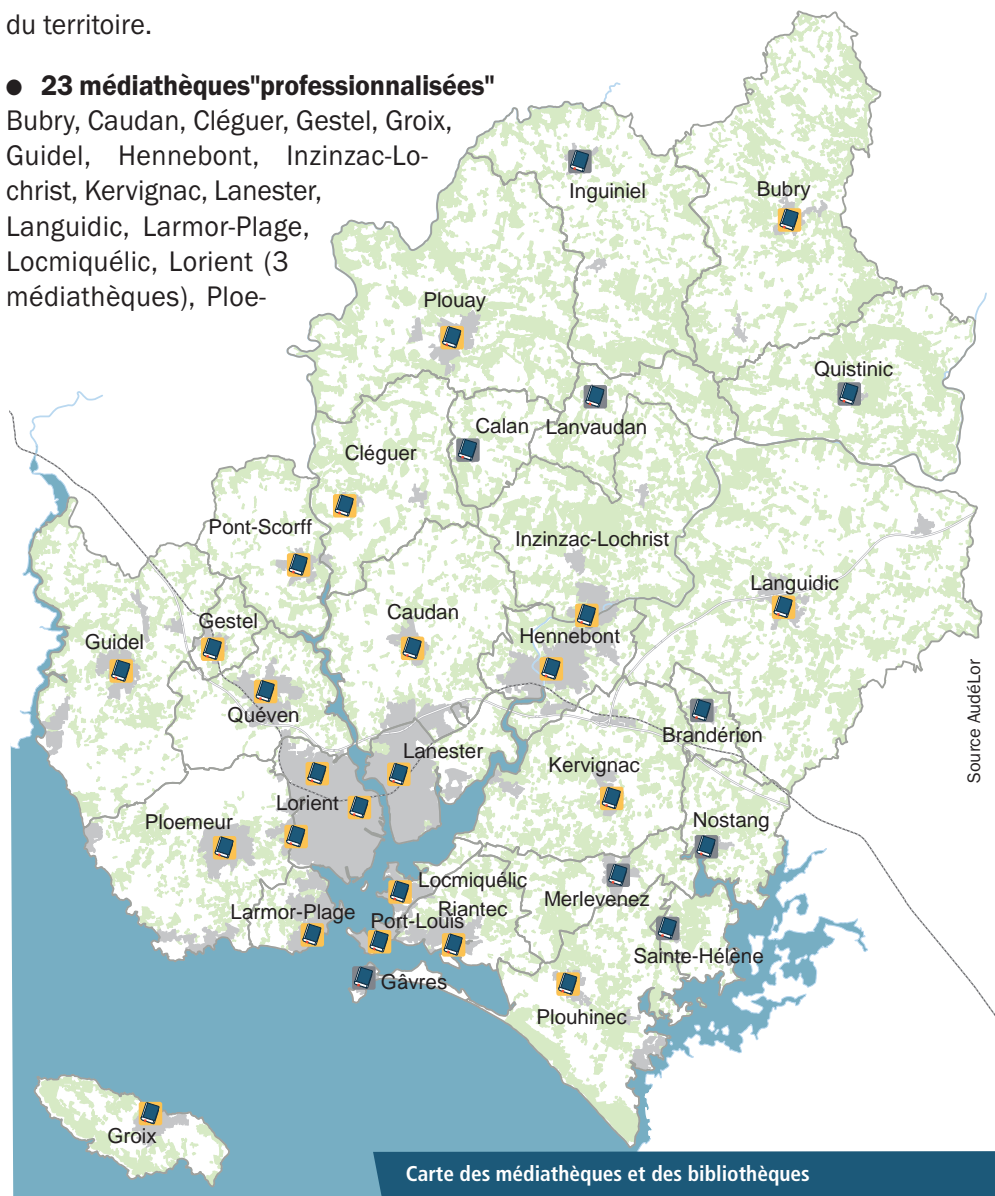 du territoire.
● 23 médiathèques"professionnalisées"
Bubry, Caudan, Cléguer, Gestel, Groix,
Guidel, Hennebont, Inzinzac-Lo-
christ, Kervignac, Lanester,
Languidic, Larmor-Plage,
Locmiquélic, Lorient (3
médiathèques), Ploe-
Inguiniel
Bubry
Plouay
Quistinic
Calan
Lanvaudan
Cléguer
Pont-Scorff
Inzinzac-Lochrist
Languidic
Caudan
Gestel
Guidel
Hennebont
Quéven
Brandérion
Lanester
Kervignac
Lorient
Nostang
Ploemeur
Locmiquélic
Merlevenez
Riantec
Larmor-Plage
Port-Louis
Sainte-Hélène
Gâvres
Plouhinec
Groix
Source AudéLor
Carte des médiathèques et des bibliothèques